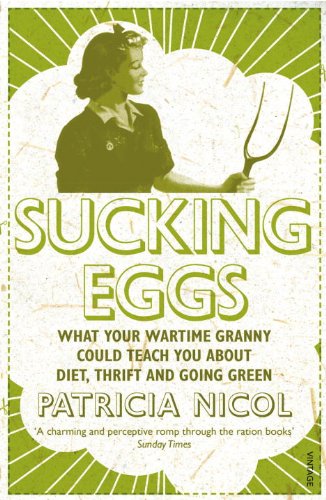 SUCKING
EGGS
WHAT YOUR WARTIME GRANNY
COULD TEACH YOU ABOUT
DIET, THRIFT AND GOING GREEN
PATRICIA NICOL
‘A charming and perceptive romp through the ration books’
Sunday Times
VINTAGE